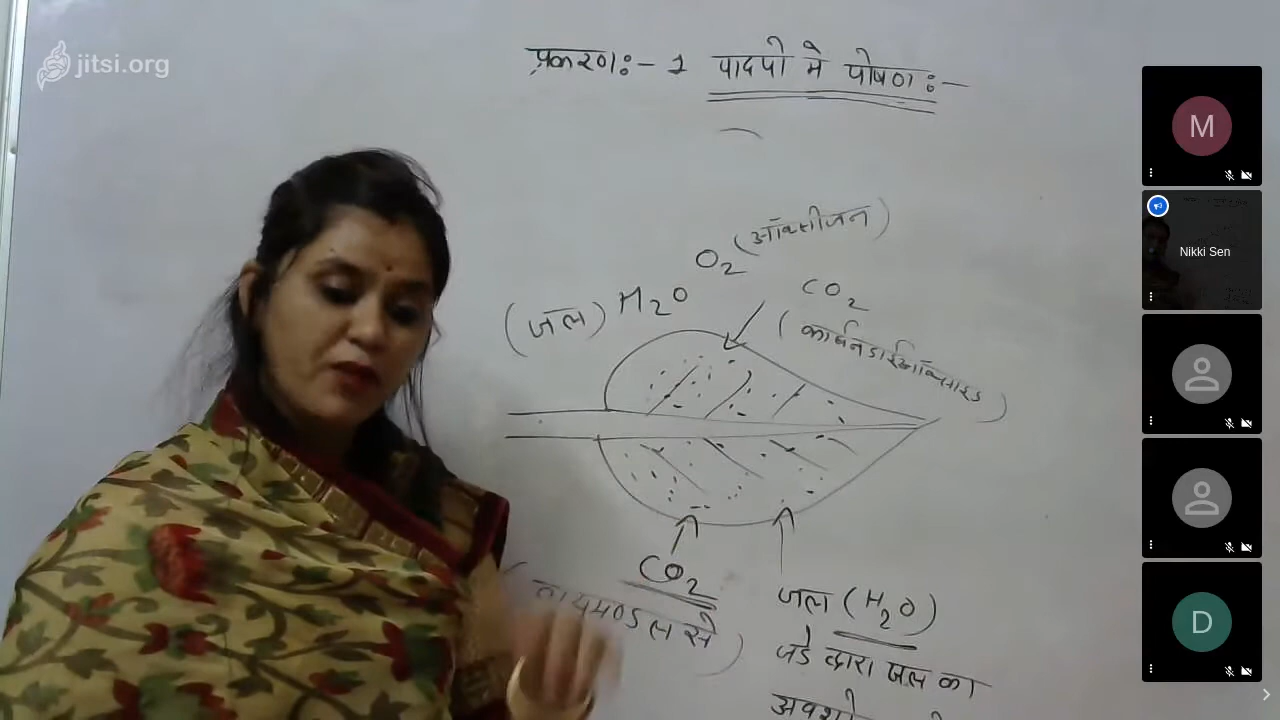 jitsi.org
प्रकरण:- 1 पादपो मे पोषण:-
O2 (ऑक्सीजन)
(जल) H2O
CO2
(कार्बनडाईऑक्साइड)
CO2
(वायुमण्डल से)
जल (H2O)
जडे द्वारा जल का
M
Nikki Sen
D